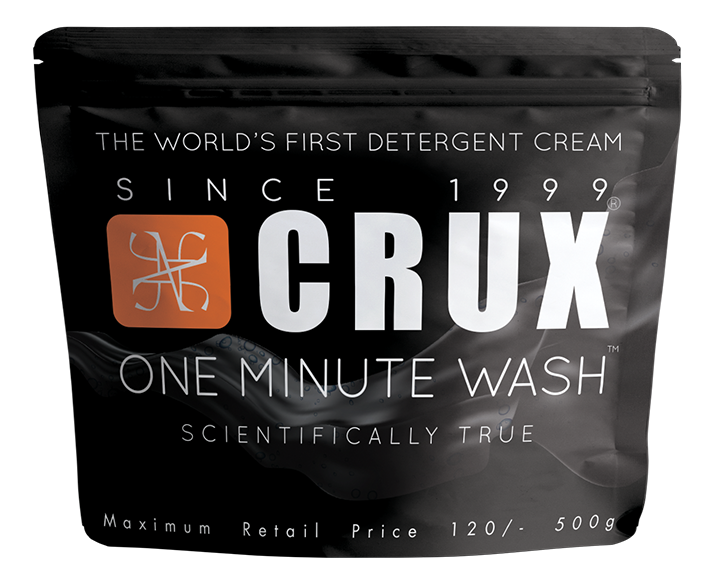 THE WORLD'S FIRST DETERGENT CREAM
SINCE 1999
CRUX®
ONE MINUTE WASH™
SCIENTIFICALLY TRUE
Maximum Retail Price 120/- 500g